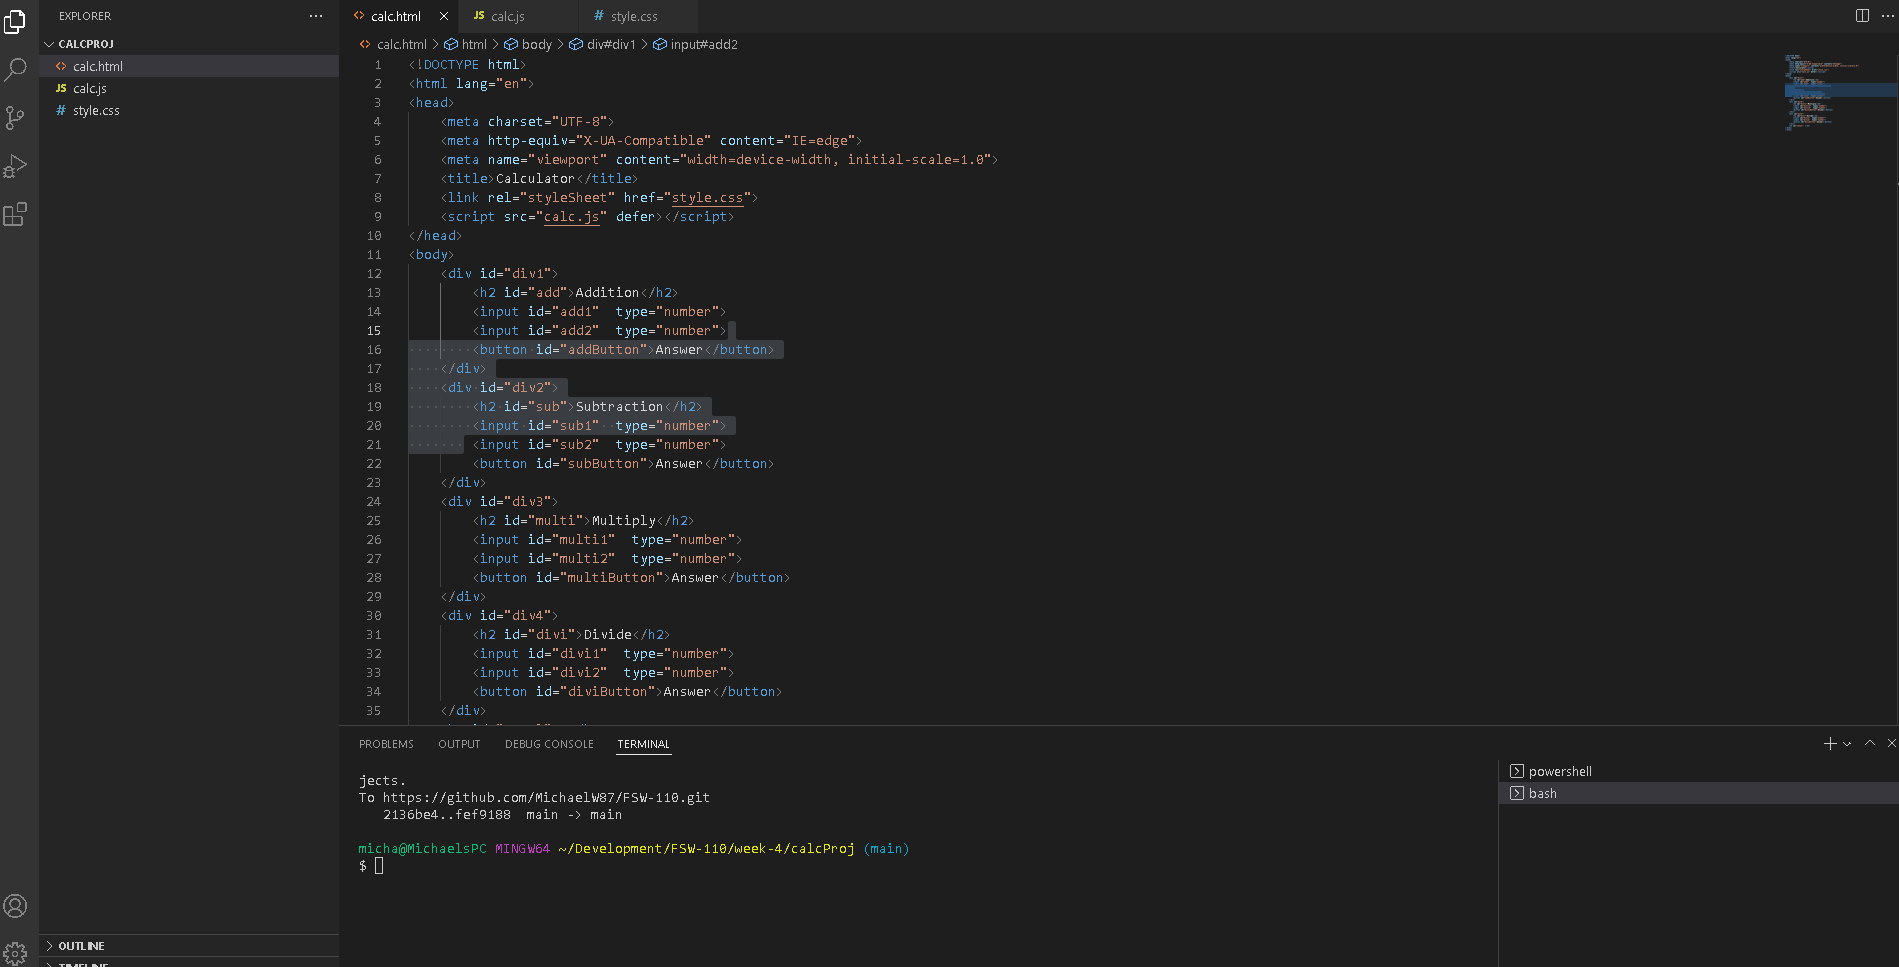 EXPLORER
CALCPROJ
calc.html
JS calc.js
# style.css
calc.html
JS calc.js
# style.css
calc.html > html > body > div#div1 > input#add2
1 <!DOCTYPE html>
2 <html lang="en">
3 <head>
4 <meta charset="UTF-8">
5 <meta http-equiv="X-UA-Compatible" content="IE=edge">
6 <meta name="viewport" content="width=device-width, initial-scale=1.0">
7 <title>Calculator</title>
8 <link rel="styleSheet" href="style.css">
9 <script src="calc.js" defer></script>
10 </head>
11 <body>
12 <div id="div1">
13 <h2 id="add">Addition</h2>
14 <input id="add1"  type="number">
15 <input id="add2"  type="number">
16 <button id="addButton">Answer</button>
17 </div>
18 <div id="div2">
19 <h2 id="sub">Subtraction</h2>
20 <input id="sub1"  type="number">
21 <input id="sub2"  type="number">
22 <button id="subButton">Answer</button>
23 </div>
24 <div id="div3">
25 <h2 id="multi">Multiply</h2>
26 <input id="multi1"  type="number">
27 <input id="multi2"  type="number">
28 <button id="multiButton">Answer</button>
29 </div>
30 <div id="div4">
31 <h2 id="divi">Divide</h2>
32 <input id="divi1"  type="number">
33 <input id="divi2"  type="number">
34 <button id="diviButton">Answer</button>
35 </div>
PROBLEMS OUTPUT DEBUG CONSOLE TERMINAL
jects.
To https://github.com/MichaelW87/FSW-110.git
2136be4..fef9188  main -> main
micha@MichaelsPC MINGW64 ~/Development/FSW-110/week-4/calcProj (main)
$
powershell
bash
OUTLINE
TIMELINE